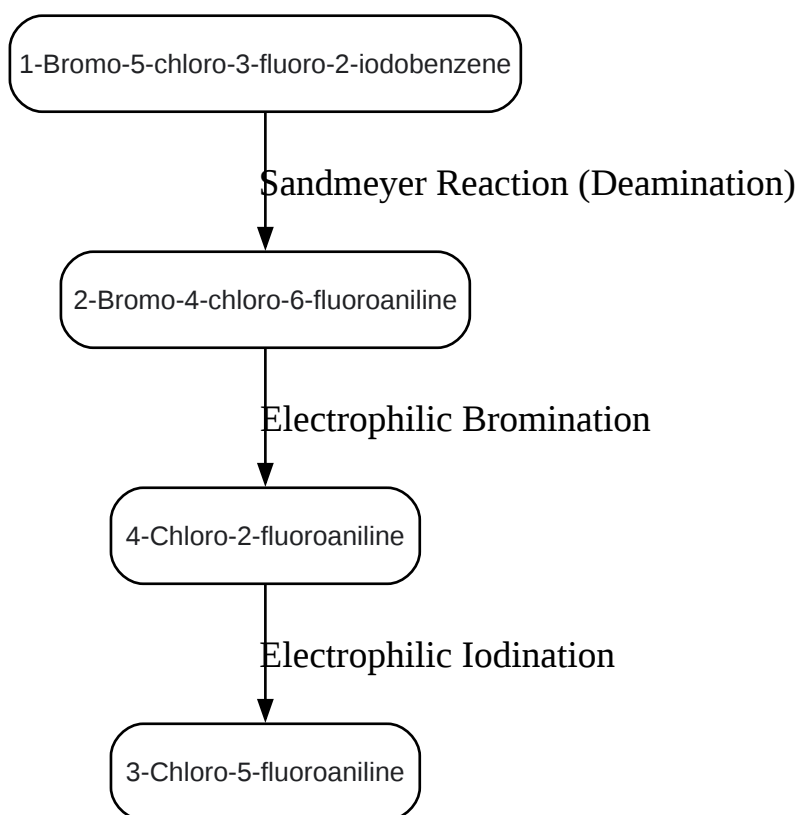 1-Bromo-5-chloro-3-fluoro-2-iodobenzene
Sandmeyer Reaction (Deamination)
2-Bromo-4-chloro-6-fluoroaniline
Electrophilic Bromination
4-Chloro-2-fluoroaniline
Electrophilic Iodination
3-Chloro-5-fluoroaniline